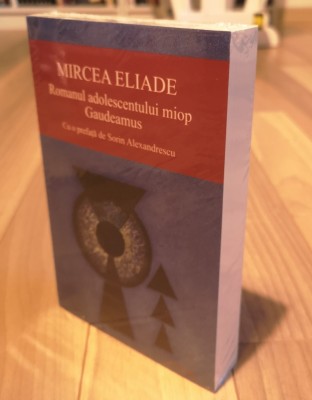 MIRCEA ELIADE
Romanul adolescentului miop
Gaudeamus
Cu o prefață de Sorin Alexandrescu